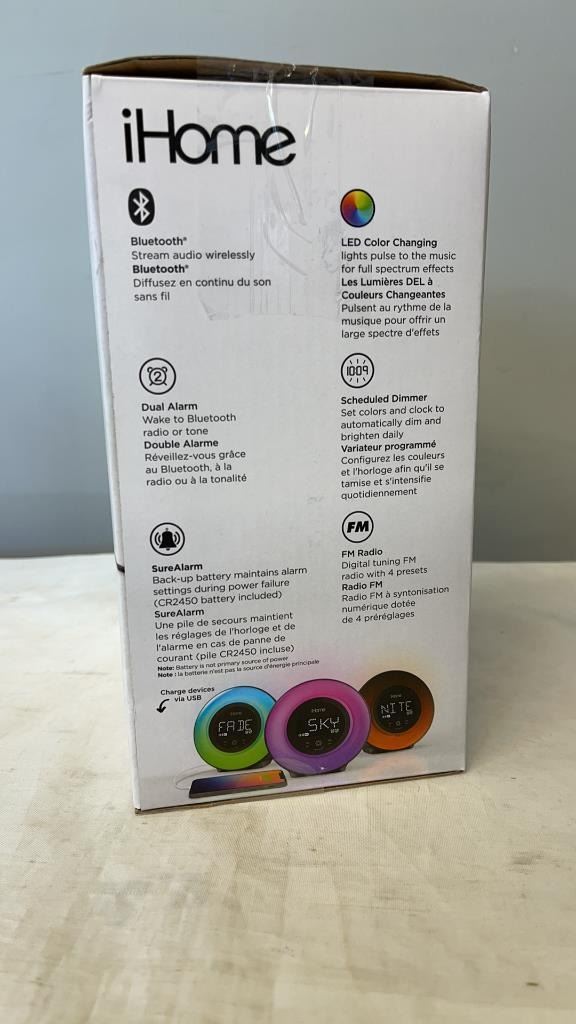 iHome
Bluetooth®
Stream audio wirelessly
Bluetooth®
Diffusez en continu du son
sans fil
LED Color Changing
lights pulse to the music
for full spectrum effects
Les Lumières DEL à
Couleurs Changeantes
Pulsent au rythme de la
musique pour offrir un
large spectre d'effets
2
Dual Alarm
Wake to Bluetooth
radio or tone
Double Alarme
Réveillez-vous grâce
au Bluetooth, à la
radio ou à la tonalité
1009
Scheduled Dimmer
Set colors and clock to
automatically dim and
brighten daily
Variateur programmé
Configurez les couleurs
et l'horloge afin qu'il se
tamise et s'intensifie
quotidiennement
SureAlarm
Back-up battery maintains alarm
settings during power failure
(CR2450 battery included)
SureAlarm
Une pile de secours maintient
les réglages de l'horloge et de
l'alarme en cas de panne de
courant (pile CR2450 incluse)
Note: Battery is not primary source of power
Note : la batterie n'est pas la source d'énergie principale
FM
FM Radio
Digital tuning FM
radio with 4 presets
Radio FM
Radio FM à syntonisation
numérique dotée
de 4 préréglages
Charge devices
via USB
iHome
FADE
iHome
SKY
iHome
NITE